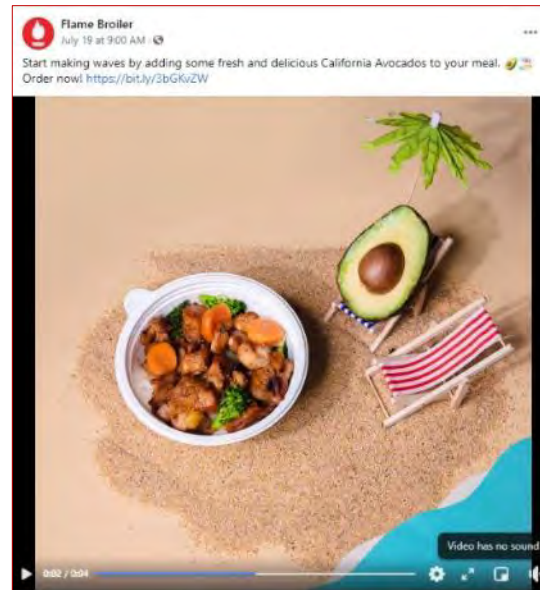 Flame Broiler
July 19 at 9:00 AM ·
Start making waves by adding some fresh and delicious California Avocados to your meal.
Order now! https://bit.ly/3bGKvZW
Video has no sound
0:02 / 0:04